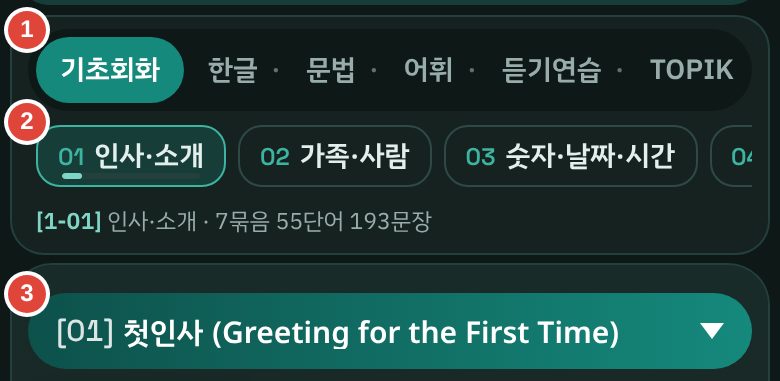 1
기초회화 한글 · 문법 · 어휘 · 듣기연습 · TOPIK
2
01 인사·소개 02 가족·사람 03 숫자·날짜·시간 04
[1-01] 인사·소개 · 7묶음 55단어 193문장
3
[01] 첫인사 (Greeting for the First Time) ▼